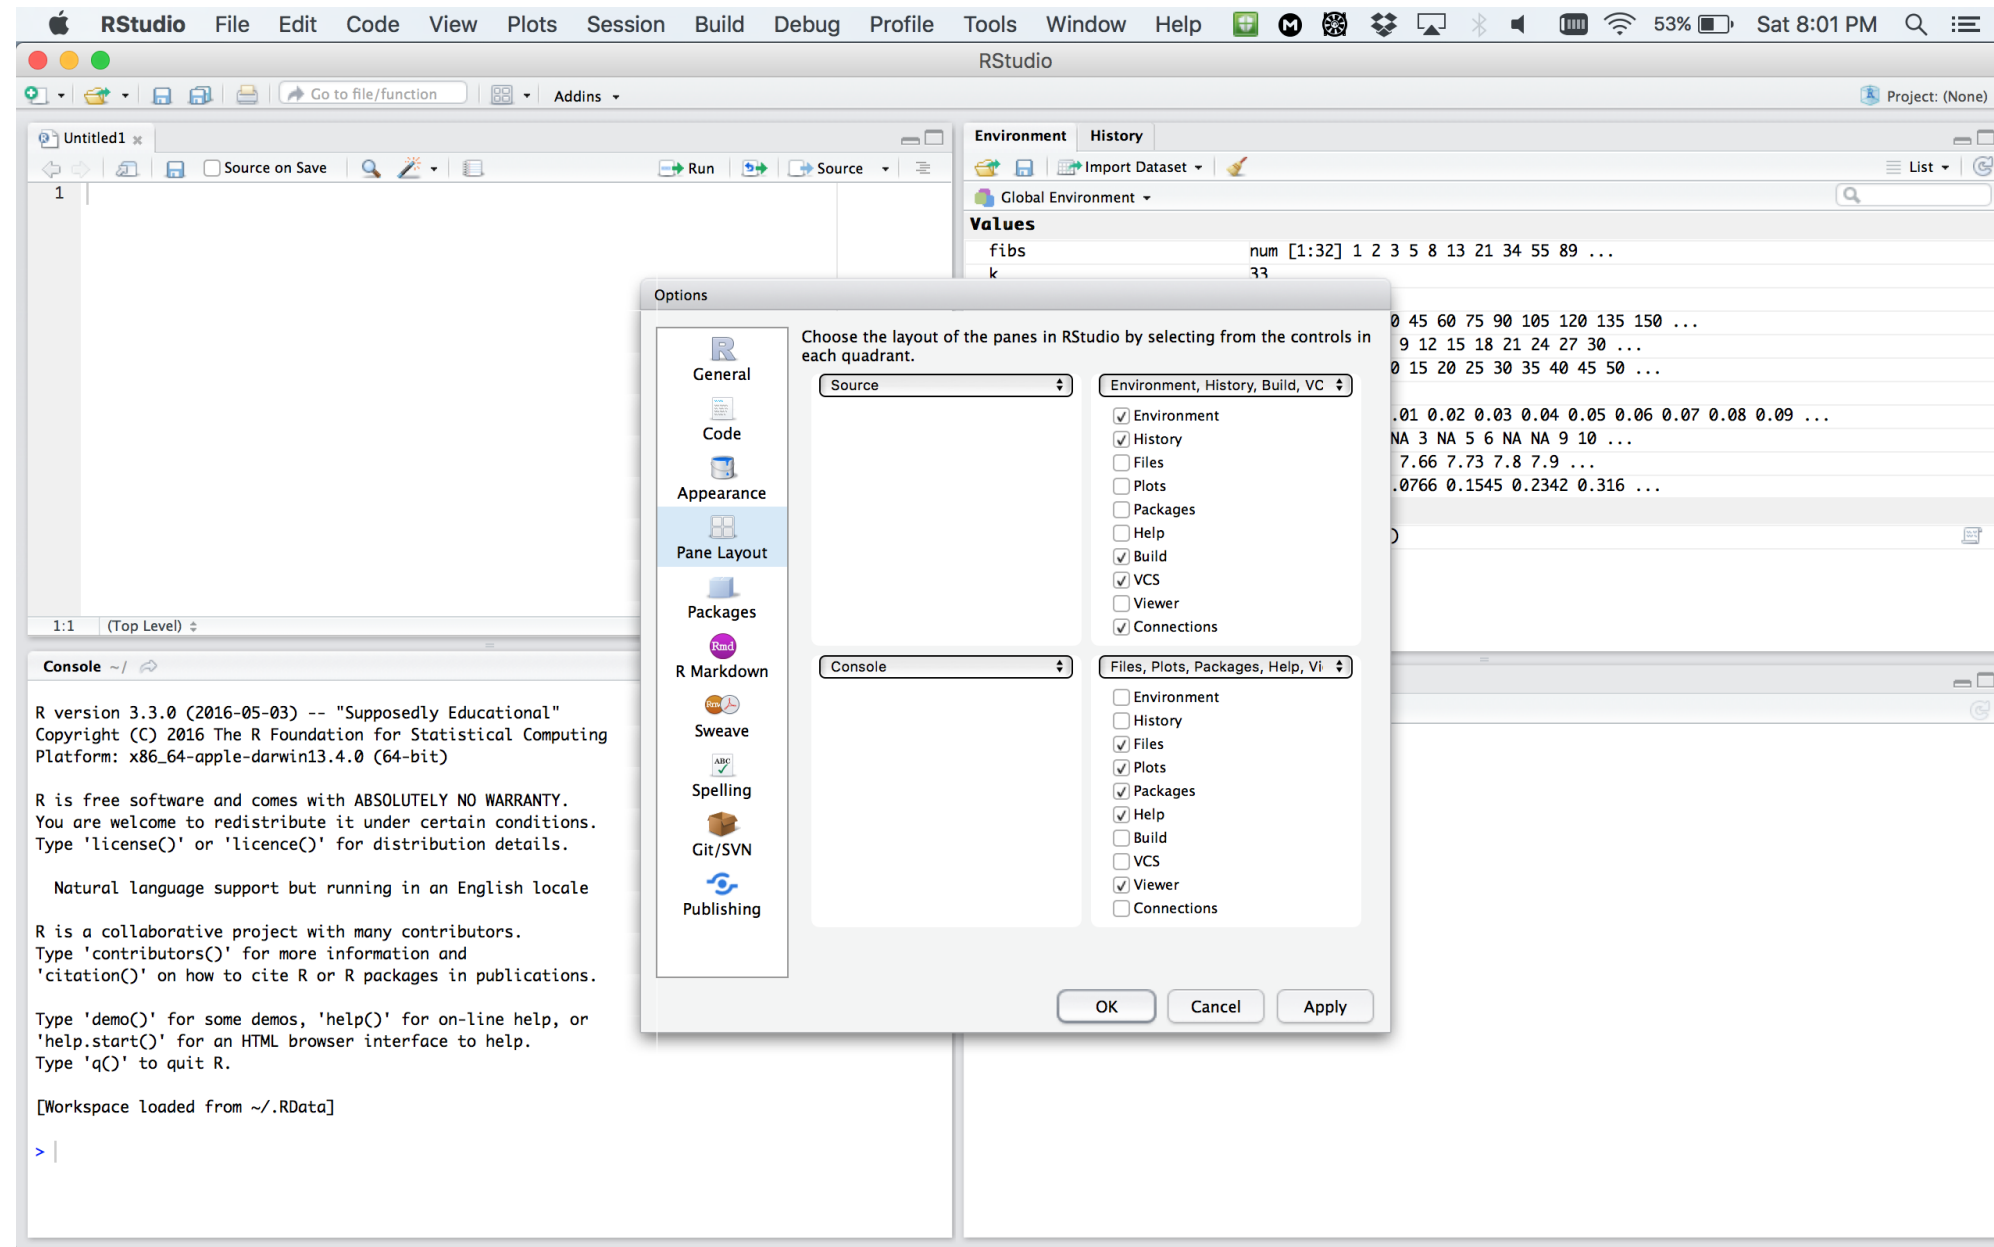 RStudio File Edit Code View Plots Session Build Debug Profile Tools Window Help 53% Sat 8:01 PM
RStudio
Go to file/function Addins Project: (None)
Untitled1
Source on Save Run Source
1
1:1 (Top Level)
Environment History
Import Dataset List
Global Environment
Values
fibs num [1:32] 1 2 3 5 8 13 21 34 55 89 ...
k 33
0 45 60 75 90 105 120 135 150 ...
9 12 15 18 21 24 27 30 ...
0 15 20 25 30 35 40 45 50 ...
.01 0.02 0.03 0.04 0.05 0.06 0.07 0.08 0.09 ...
NA 3 NA 5 6 NA NA 9 10 ...
7.66 7.73 7.8 7.9 ...
.0766 0.1545 0.2342 0.316 ...
)
Options
General
Code
Appearance
Pane Layout
Packages
Rmd
R Markdown
Rnw
Sweave
ABC
Spelling
Git/SVN
Publishing
Choose the layout of the panes in RStudio by selecting from the controls in
each quadrant.
Source
Environment, History, Build, VC
Environment
History
Files
Plots
Packages
Help
Build
VCS
Viewer
Connections
Console
Files, Plots, Packages, Help, Vi
Environment
History
Files
Plots
Packages
Help
Build
VCS
Viewer
Connections
OK Cancel Apply
Console ~/
R version 3.3.0 (2016-05-03) -- "Supposedly Educational"
Copyright (C) 2016 The R Foundation for Statistical Computing
Platform: x86_64-apple-darwin13.4.0 (64-bit)
R is free software and comes with ABSOLUTELY NO WARRANTY.
You are welcome to redistribute it under certain conditions.
Type 'license()' or 'licence()' for distribution details.
Natural language support but running in an English locale
R is a collaborative project with many contributors.
Type 'contributors()' for more information and
'citation()' on how to cite R or R packages in publications.
Type 'demo()' for some demos, 'help()' for on-line help, or
'help.start()' for an HTML browser interface to help.
Type 'q()' to quit R.
[Workspace loaded from ~/.RData]
>